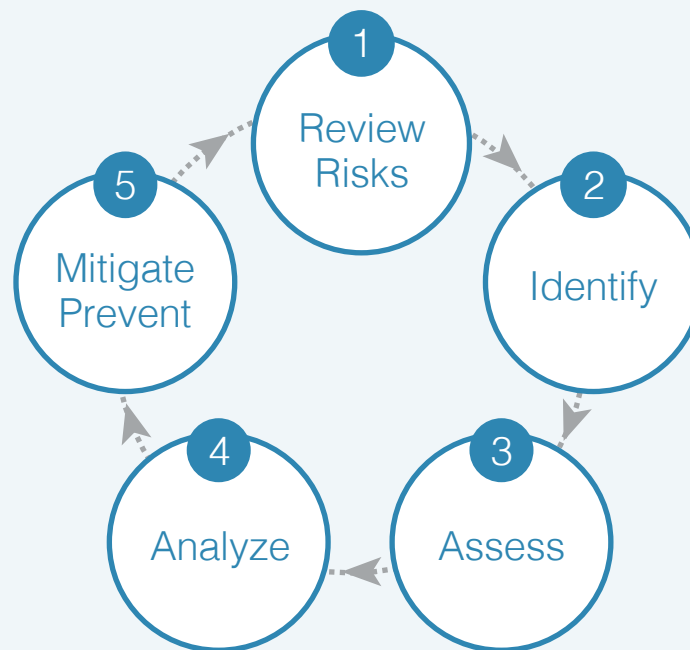 1
Review
Risks
2
Identify
3
Assess
4
Analyze
5
Mitigate
Prevent